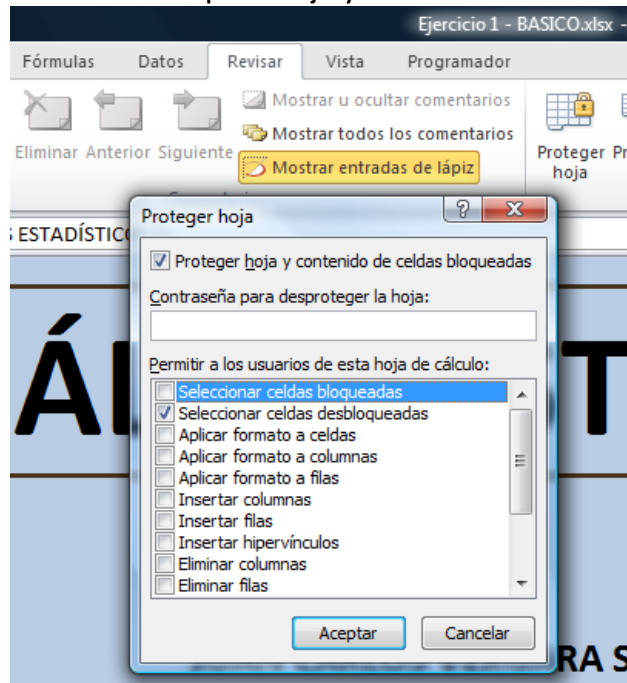 Ejercicio 1 - BASICO.xlsx -
Fórmulas Datos Revisar Vista Programador
Mostrar u ocultar comentarios
Mostrar todos los comentarios
Mostrar entradas de lápiz
Eliminar Anterior Siguiente
Proteger
hoja
ESTADÍSTICO
Proteger hoja
Proteger hoja y contenido de celdas bloqueadas
Contraseña para desproteger la hoja:
Permitir a los usuarios de esta hoja de cálculo:
Seleccionar celdas bloqueadas
Seleccionar celdas desbloqueadas
Aplicar formato a celdas
Aplicar formato a columnas
Aplicar formato a filas
Insertar columnas
Insertar filas
Insertar hipervínculos
Eliminar columnas
Eliminar filas
Aceptar Cancelar